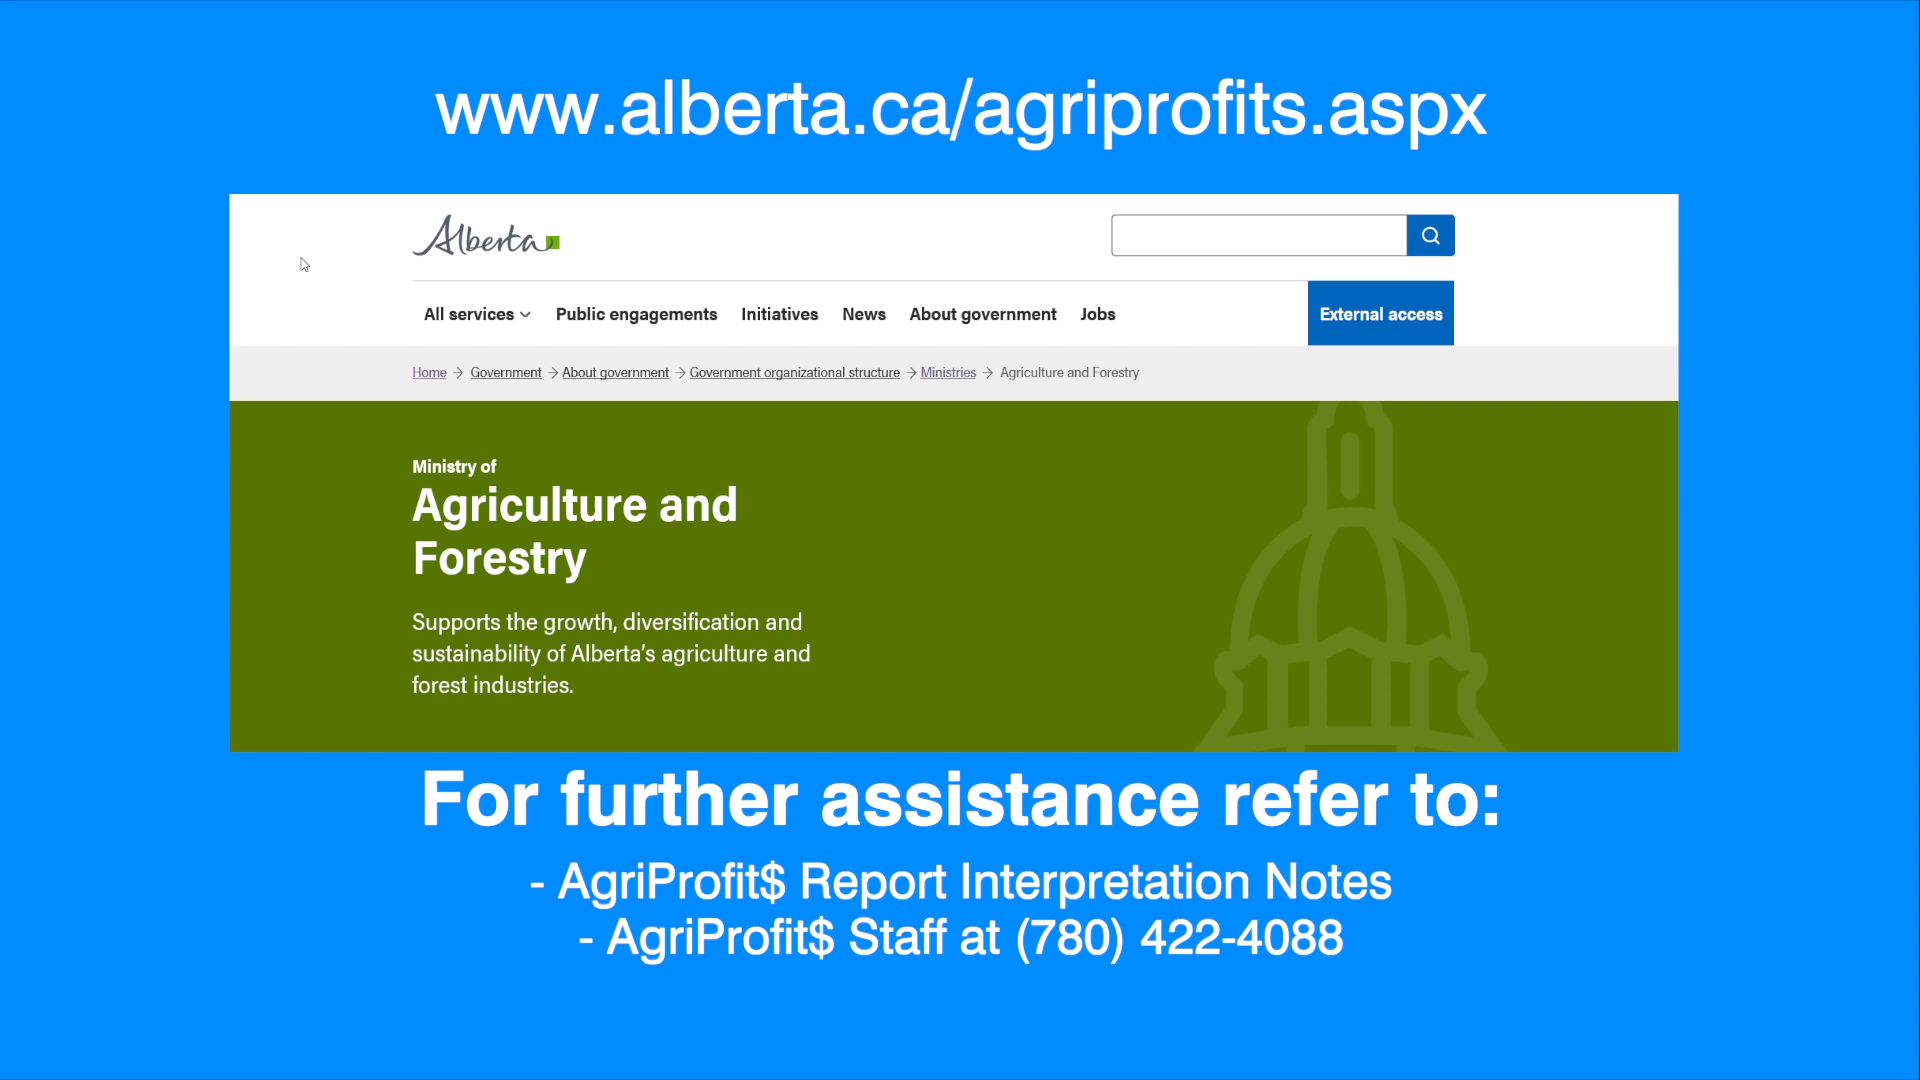 www.alberta.ca/agriprofits.aspx
Alberta
All services Public engagements Initiatives News About government Jobs External access
Home → Government → About government → Government organizational structure → Ministries → Agriculture and Forestry
Ministry of
Agriculture and
Forestry
Supports the growth, diversification and
sustainability of Alberta’s agriculture and
forest industries.
For further assistance refer to:
- AgriProfit$ Report Interpretation Notes
- AgriProfit$ Staff at (780) 422-4088